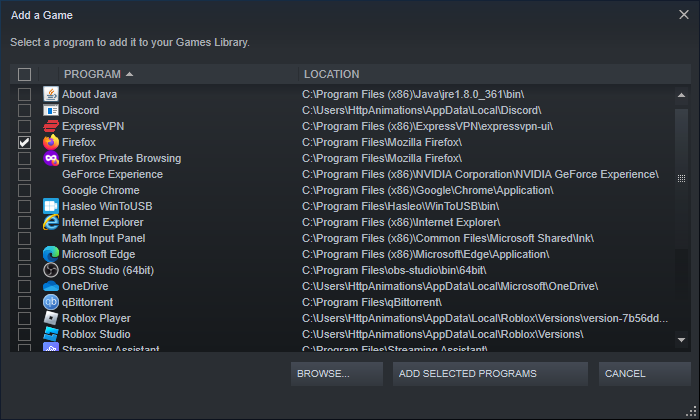 Add a Game
Select a program to add it to your Games Library.
PROGRAM LOCATION
About Java C:\Program Files (x86)\Java\jre1.8.0_361\bin\
Discord C:\Users\HttpAnimations\AppData\Local\Discord\
ExpressVPN C:\Program Files (x86)\ExpressVPN\expressvpn-ui\
Firefox C:\Program Files\Mozilla Firefox\
Firefox Private Browsing C:\Program Files\Mozilla Firefox\
GeForce Experience C:\Program Files (x86)\NVIDIA Corporation\NVIDIA GeForce Experience\
Google Chrome C:\Program Files (x86)\Google\Chrome\Application\
Hasleo WinToUSB C:\Program Files\Hasleo\WinToUSB\bin\
Internet Explorer C:\Program Files (x86)\Internet Explorer\
Math Input Panel C:\Program Files (x86)\Common Files\Microsoft Shared\Ink\
Microsoft Edge C:\Program Files (x86)\Microsoft\Edge\Application\
OBS Studio (64bit) C:\Program Files\obs-studio\bin\64bit\
OneDrive C:\Users\HttpAnimations\AppData\Local\Microsoft\OneDrive\
qBittorrent C:\Program Files\qBittorrent\
Roblox Player C:\Users\HttpAnimations\AppData\Local\Roblox\Versions\version-7b56dd...
Roblox Studio C:\Users\HttpAnimations\AppData\Local\Roblox\Versions\
Streaming Assistant C:\Program Files\Streaming Assistant\
BROWSE... ADD SELECTED PROGRAMS CANCEL